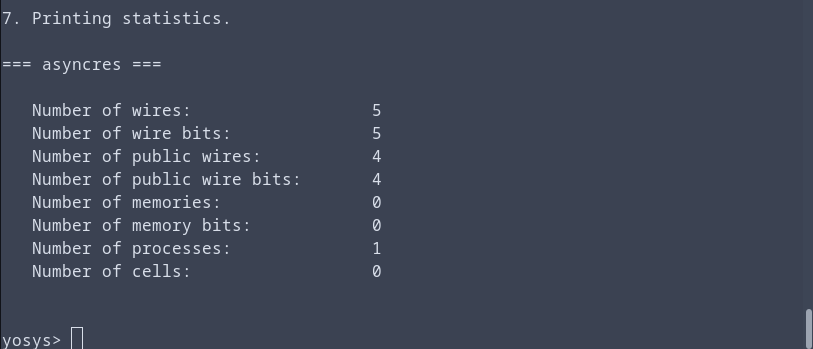 7. Printing statistics.
=== asyncres ===
Number of wires: 5
Number of wire bits: 5
Number of public wires: 4
Number of public wire bits: 4
Number of memories: 0
Number of memory bits: 0
Number of processes: 1
Number of cells: 0
yosys>